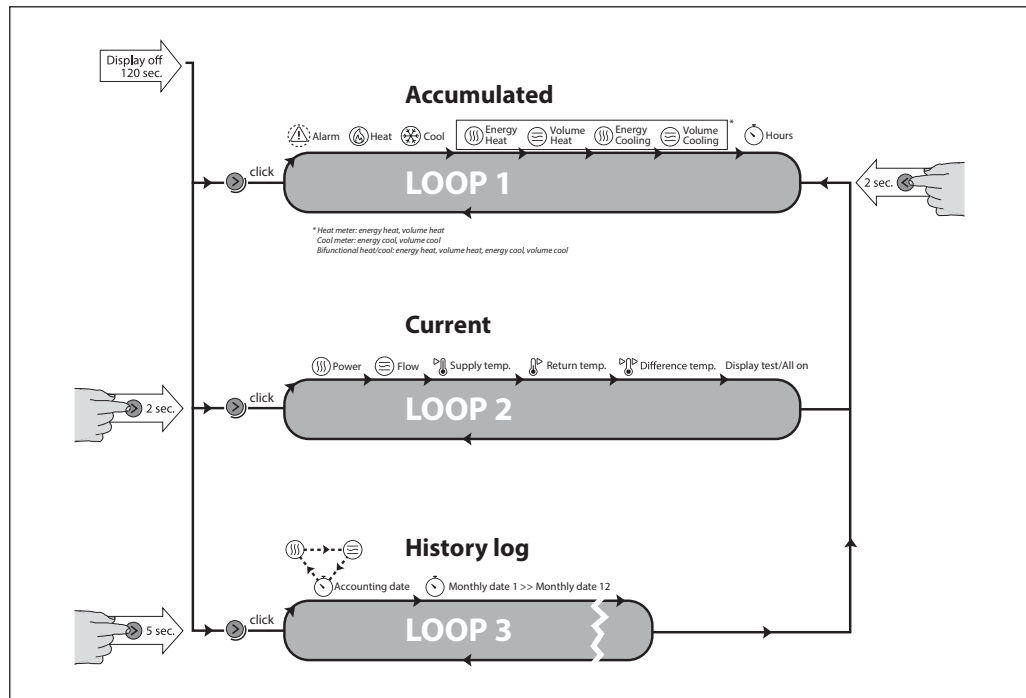 Display off
120 sec.
Accumulated
Alarm
Heat
Cool
Energy
Heat
Volume
Heat
Energy
Cooling
Volume
Cooling
*
Hours
click
LOOP 1
2 sec.
* Heat meter: energy heat, volume heat
Cool meter: energy cool, volume cool
Bifunctional heat/cool: energy heat, volume heat, energy cool, volume cool
Current
Power
Flow
Supply temp.
Return temp.
Difference temp.
Display test/All on
2 sec.
click
LOOP 2
History log
Accounting date
Monthly date 1 >> Monthly date 12
5 sec.
click
LOOP 3